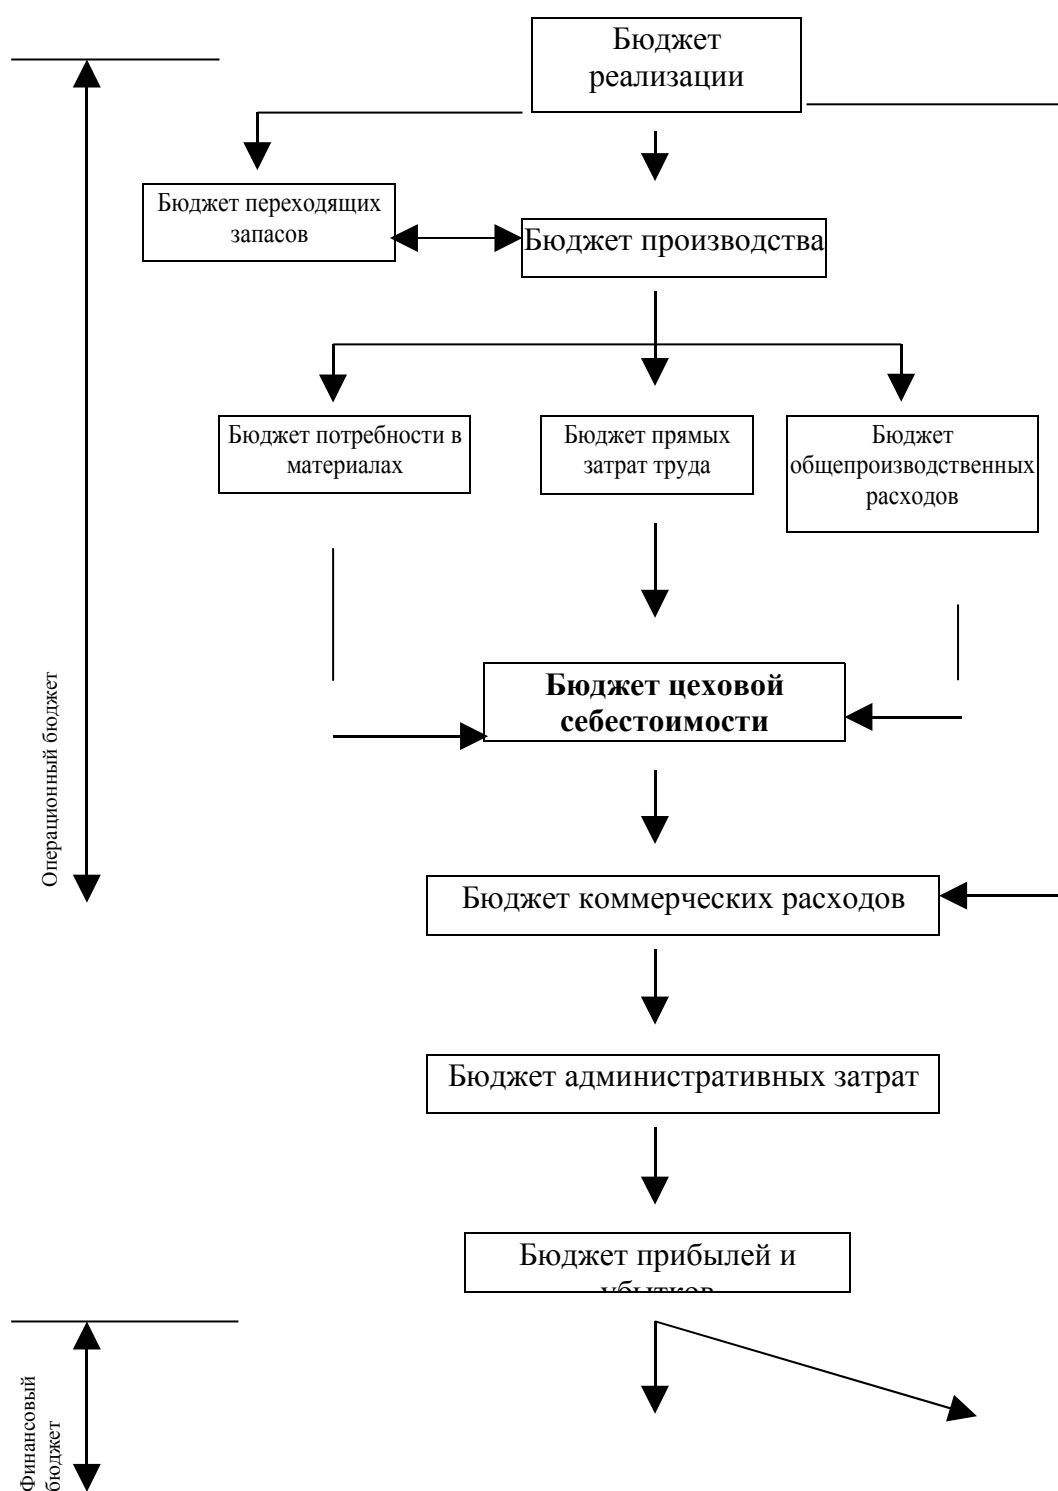 Бюджет
реализации
Бюджет переходящих
запасов
Бюджет производства
Бюджет потребности в
материалах
Бюджет прямых
затрат труда
Бюджет
общепроизводственных
расходов
Бюджет цеховой
себестоимости
Операционный бюджет
Бюджет коммерческих расходов
Бюджет административных затрат
Бюджет прибылей и
убытков
Финансовый
бюджет